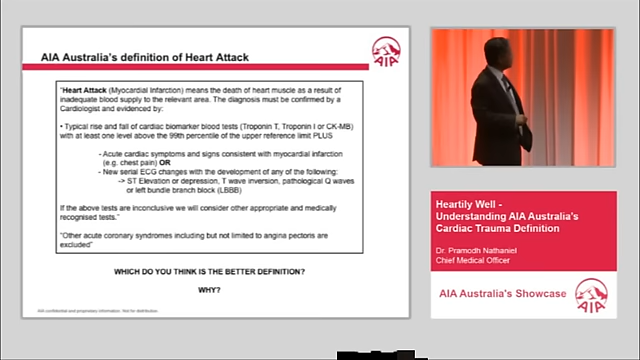 AIA Australia's definition of Heart Attack
AIA
"Heart Attack (Myocardial Infarction) means the death of heart muscle as a result of
inadequate blood supply to the relevant area. The diagnosis must be confirmed by a
Cardiologist and evidenced by:
• Typical rise and fall of cardiac biomarker blood tests (Troponin T, Troponin I or CK-MB)
with at least one level above the 99th percentile of the upper reference limit PLUS
- Acute cardiac symptoms and signs consistent with myocardial infarction
(e.g. chest pain) OR
- New serial ECG changes with the development of any of the following:
-> ST Elevation or depression, T wave inversion, pathological Q waves
or left bundle branch block (LBBB)
If the above tests are inconclusive we will consider other appropriate and medically
recognised tests."
"Other acute coronary syndromes including but not limited to angina pectoris are
excluded"
WHICH DO YOU THINK IS THE BETTER DEFINITION?
WHY?
AIA confidential and proprietary information. Not for distribution.
Heartily Well -
Understanding AIA Australia's
Cardiac Trauma Definition
Dr. Pramodh Nathaniel
Chief Medical Officer
AIA Australia's Showcase
AIA